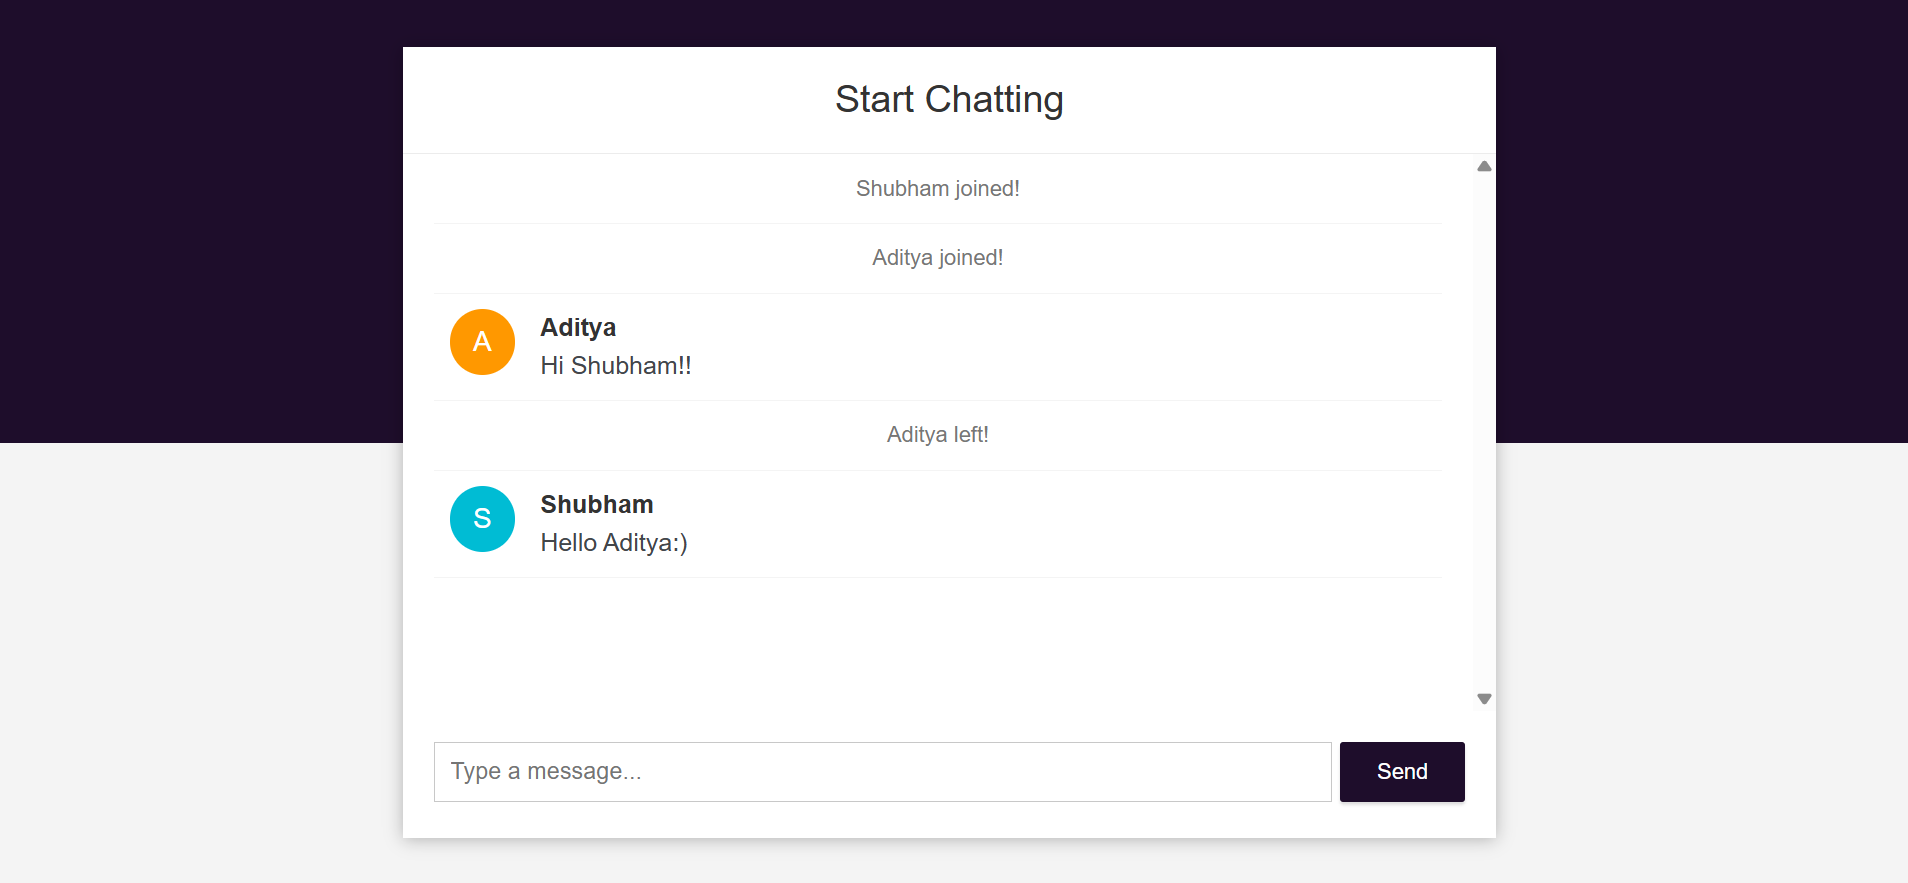 Start Chatting
Shubham joined!
Aditya joined!
A
Aditya
Hi Shubham!!
Aditya left!
S
Shubham
Hello Aditya:)
Type a message...
Send